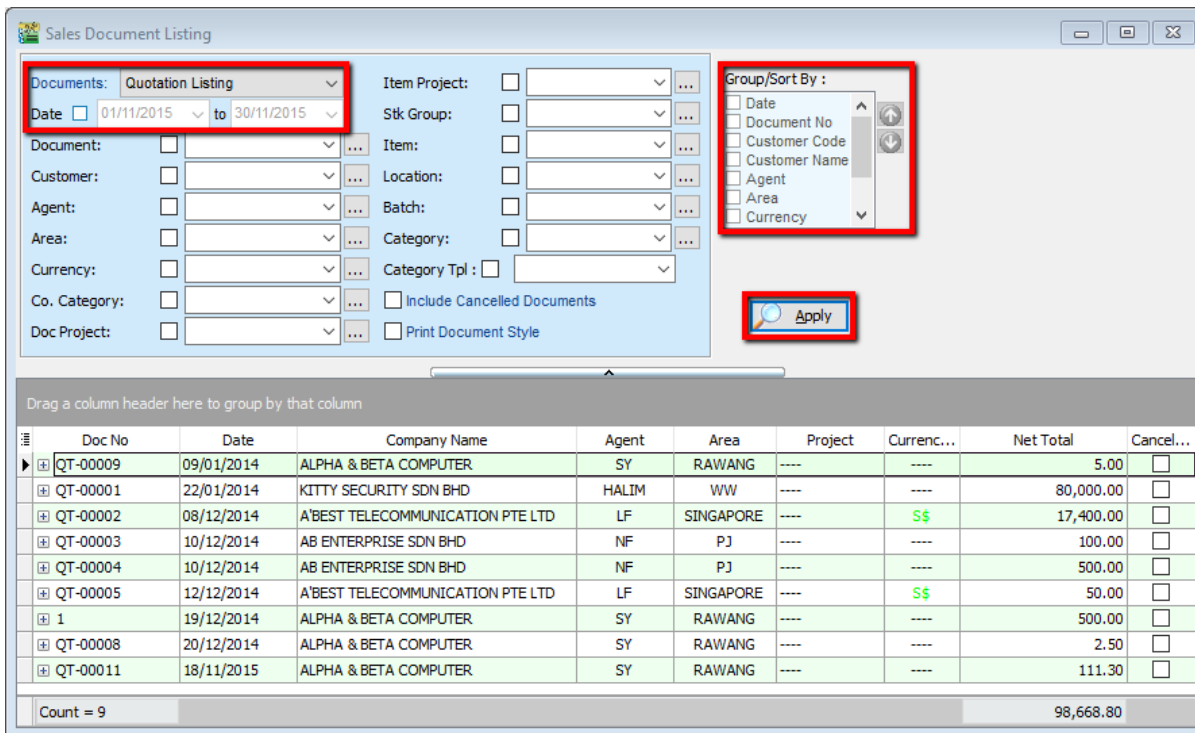 Sales Document Listing
Documents: Quotation Listing Item Project: ... Group/Sort By :
Date 01/11/2015 to 30/11/2015 Stk Group: ... Date
Document No
Document: ... Item: ... Customer Code
Customer Name
Customer: ... Location: ... Agent
Agent: ... Batch: ... Area
Currency
Area: ... Category: ...
Currency: ... Category Tpl :
Co. Category: ... Include Cancelled Documents Apply
Doc Project: ... Print Document Style
Drag a column header here to group by that column
Doc No Date Company Name Agent Area Project Currenc... Net Total Cancel...
QT-00009 09/01/2014 ALPHA & BETA COMPUTER SY RAWANG ---- ---- 5.00
QT-00001 22/01/2014 KITTY SECURITY SDN BHD HALIM WW ---- ---- 80,000.00
QT-00002 08/12/2014 A'BEST TELECOMMUNICATION PTE LTD LF SINGAPORE ---- S$ 17,400.00
QT-00003 10/12/2014 AB ENTERPRISE SDN BHD NF PJ ---- ---- 100.00
QT-00004 10/12/2014 AB ENTERPRISE SDN BHD NF PJ ---- ---- 500.00
QT-00005 12/12/2014 A'BEST TELECOMMUNICATION PTE LTD LF SINGAPORE ---- S$ 50.00
1 19/12/2014 ALPHA & BETA COMPUTER SY RAWANG ---- ---- 500.00
QT-00008 20/12/2014 ALPHA & BETA COMPUTER SY RAWANG ---- ---- 2.50
QT-00011 18/11/2015 ALPHA & BETA COMPUTER SY RAWANG ---- ---- 111.30
Count = 9 98,668.80